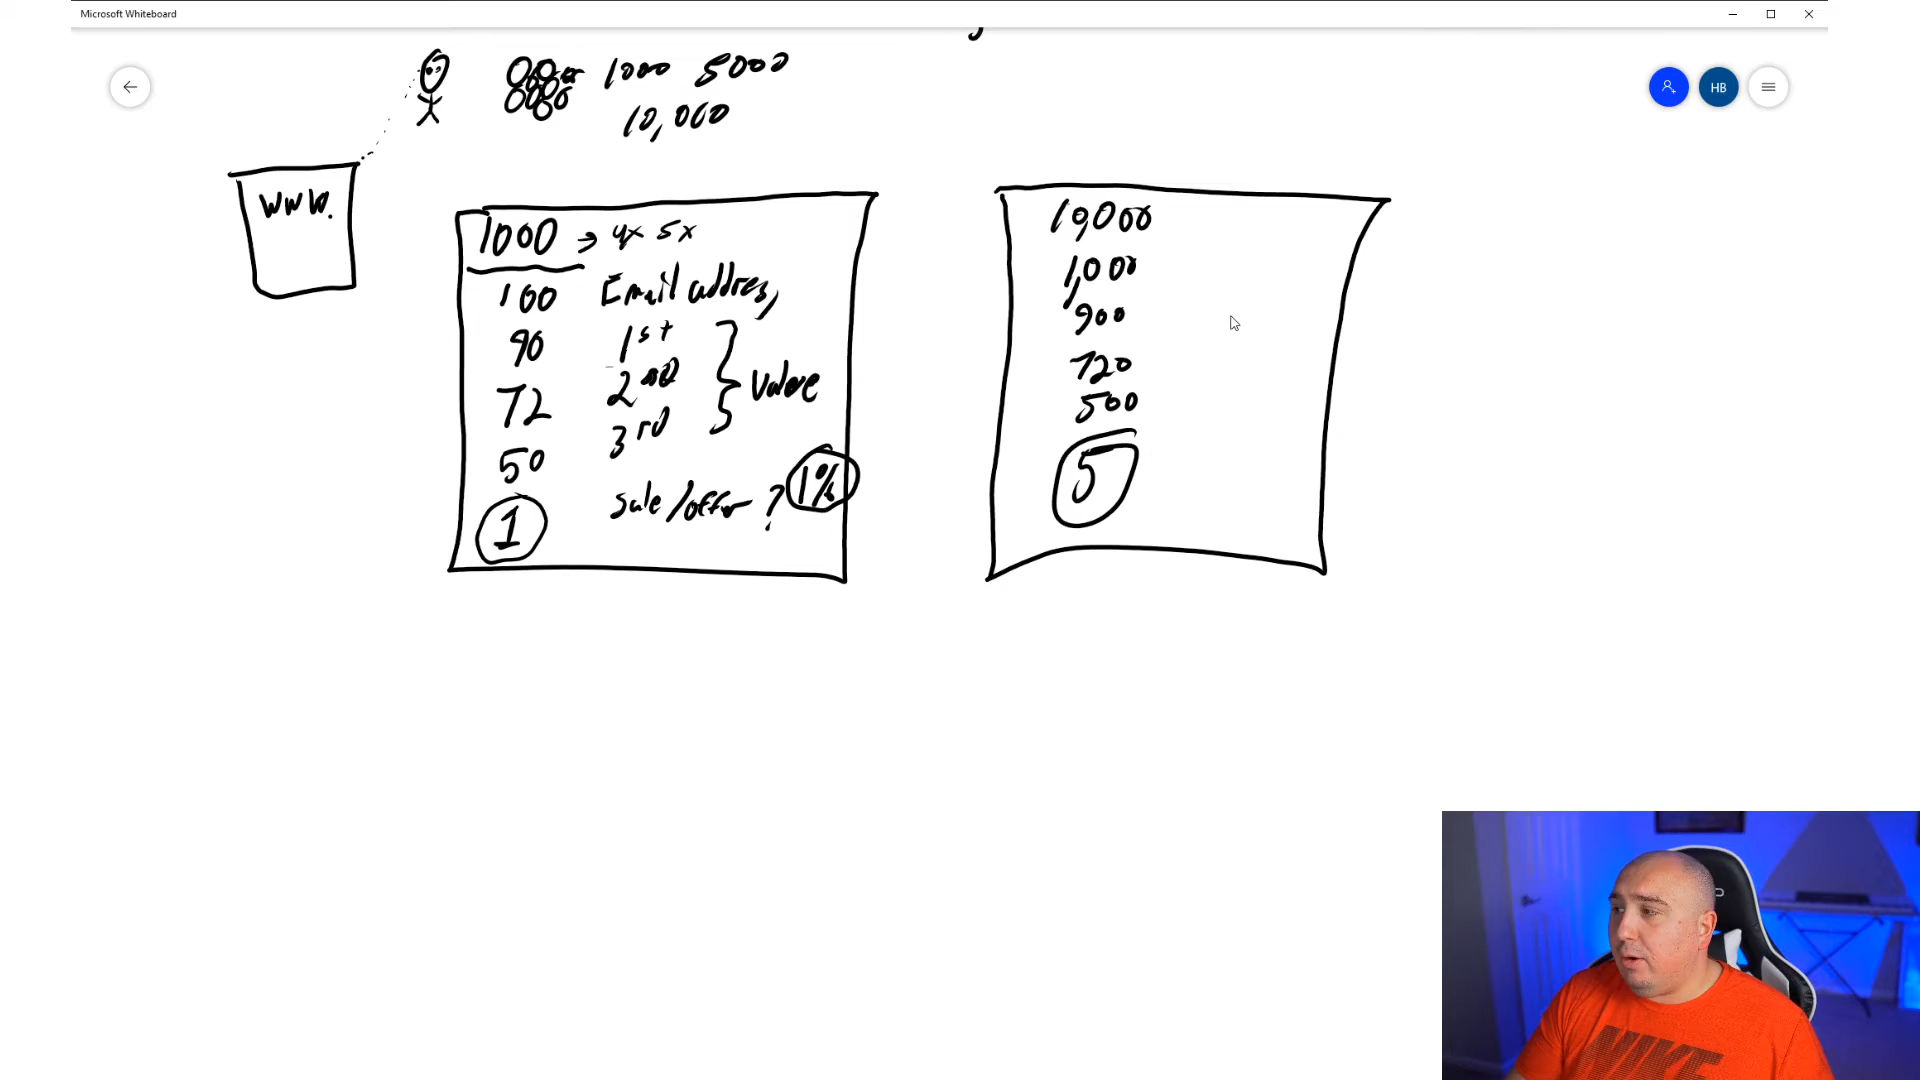 Microsoft Whiteboard
HB
1000 5000
10,000
www.
1000 → 4x 5x
100 Email address
90 1st
72 2nd
50 3rd
Value
sale/offer ? 1%
1
10,000
1,000
900
720
500
5
NIKE